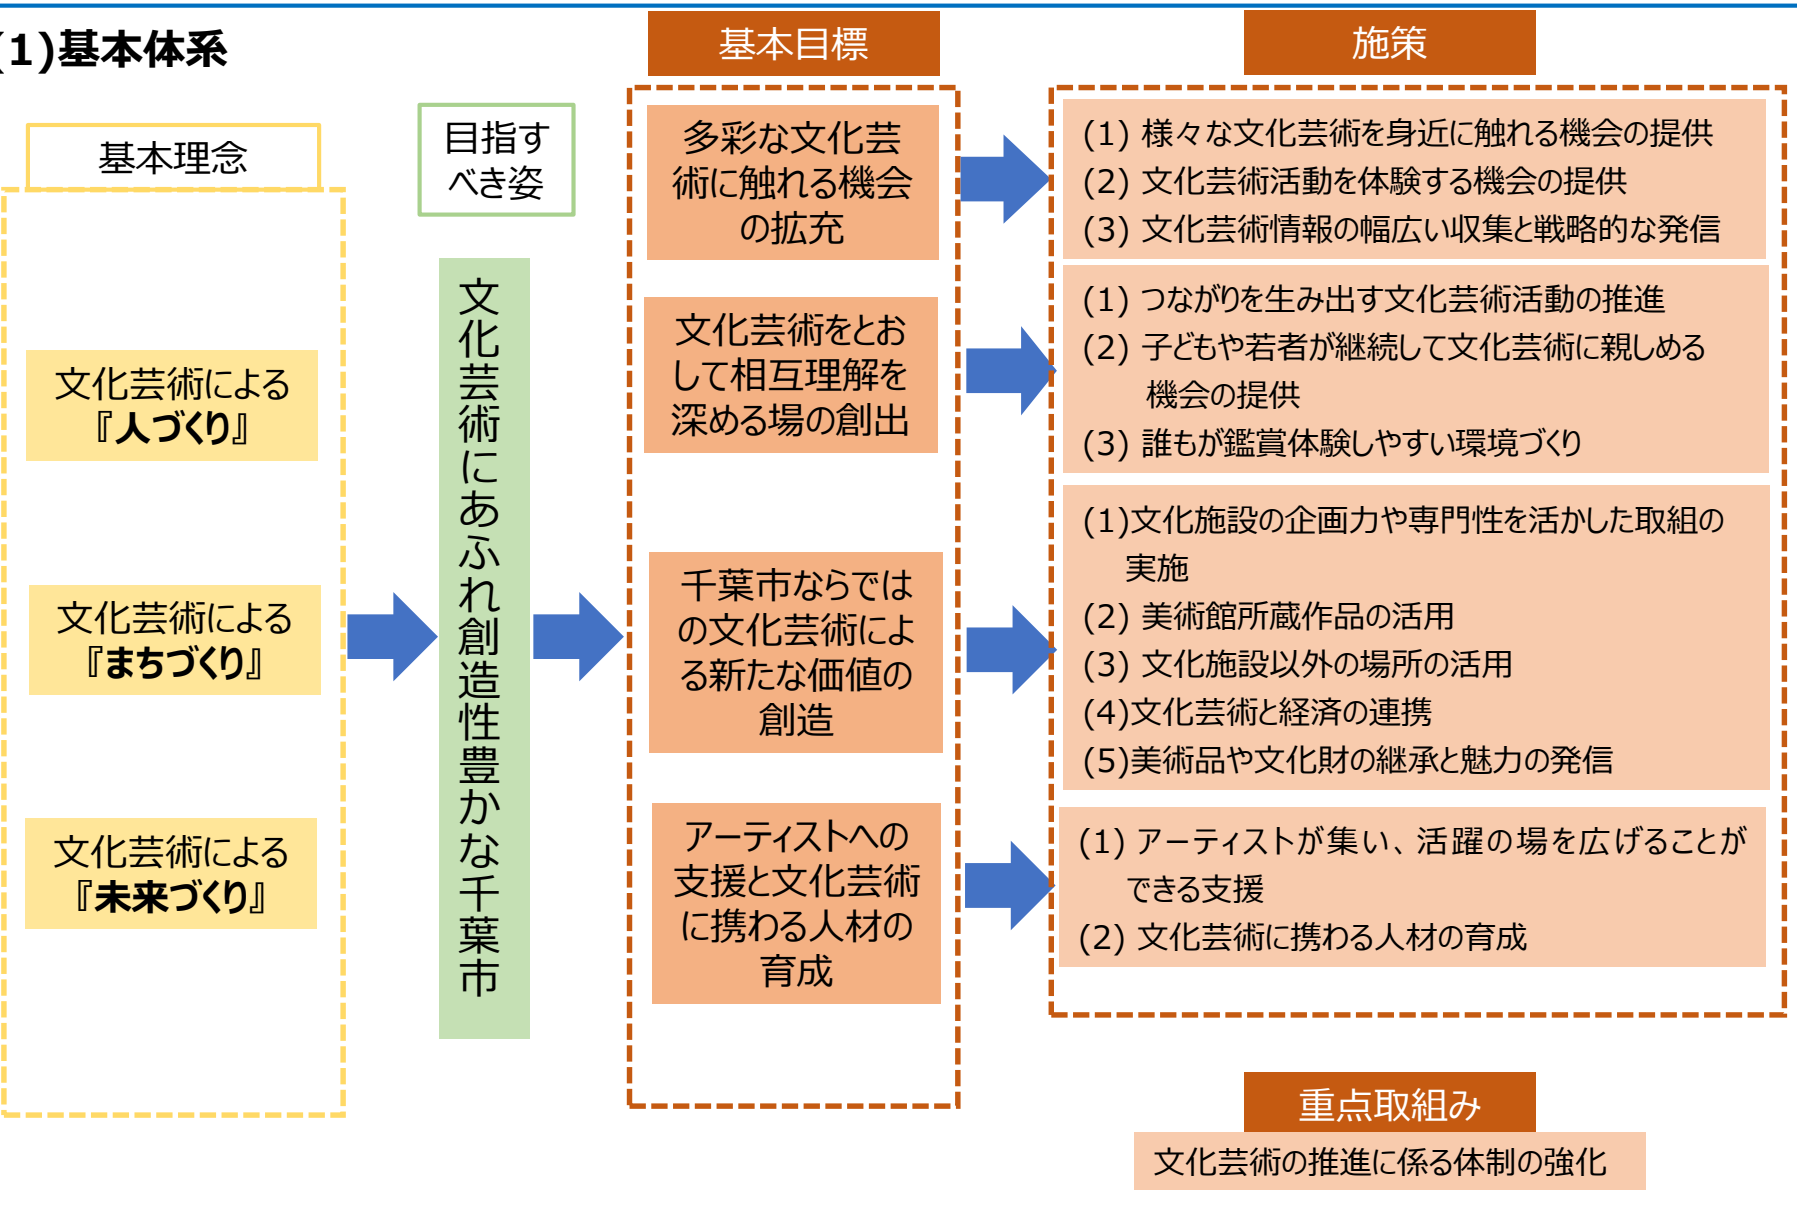 (1)基本体系
基本理念
文化芸術による
『人づくり』
文化芸術による
『まちづくり』
文化芸術による
『未来づくり』
目指す
べき姿
文化芸術にあふれ創造性豊かな千葉市
基本目標
多彩な文化芸
術に触れる機会
の拡充
文化芸術をとお
して相互理解を
深める場の創出
千葉市ならでは
の文化芸術によ
る新たな価値の
創造
アーティストへの
支援と文化芸術
に携わる人材の
育成
施策
(1) 様々な文化芸術を身近に触れる機会の提供
(2) 文化芸術活動を体験する機会の提供
(3) 文化芸術情報の幅広い収集と戦略的な発信
(1) つながりを生み出す文化芸術活動の推進
(2) 子どもや若者が継続して文化芸術に親しめる
機会の提供
(3) 誰もが鑑賞体験しやすい環境づくり
(1)文化施設の企画力や専門性を活かした取組の
実施
(2) 美術館所蔵作品の活用
(3) 文化施設以外の場所の活用
(4)文化芸術と経済の連携
(5)美術品や文化財の継承と魅力の発信
(1) アーティストが集い、活躍の場を広げることが
できる支援
(2) 文化芸術に携わる人材の育成
重点取組み
文化芸術の推進に係る体制の強化